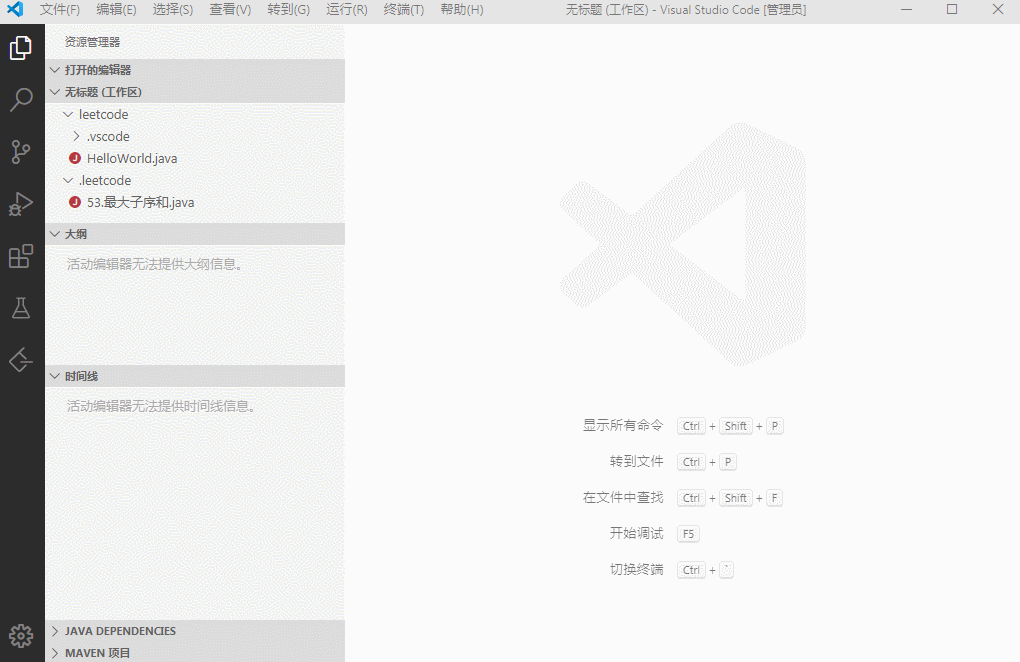 文件(F) 编辑(E) 选择(S) 查看(V) 转到(G) 运行(R) 终端(T) 帮助(H) 无标题 (工作区) - Visual Studio Code [管理员]
资源管理器
打开的编辑器
无标题 (工作区)
leetcode
.vscode
J HelloWorld.java
.leetcode
J 53.最大子序和.java
大纲
活动编辑器无法提供大纲信息。
时间线
活动编辑器无法提供时间线信息。
JAVA DEPENDENCIES
MAVEN 项目
显示所有命令 Ctrl + Shift + P
转到文件 Ctrl + P
在文件中查找 Ctrl + Shift + F
开始调试 F5
切换终端 Ctrl + `